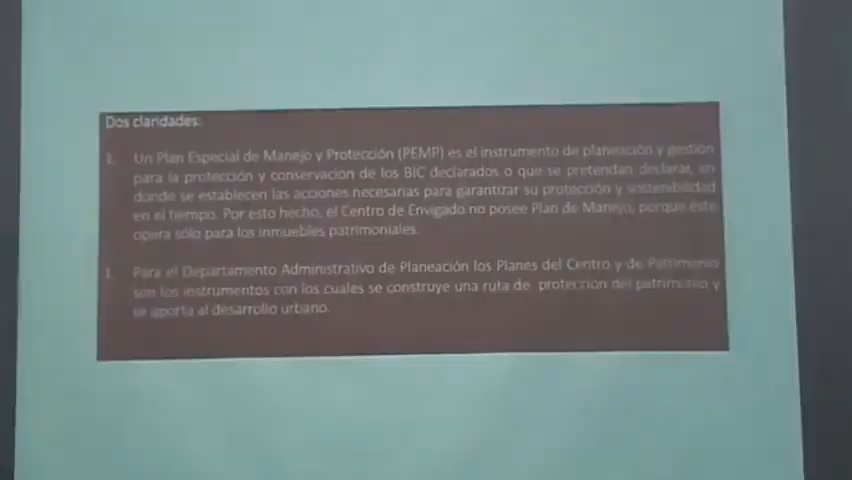 Dos claridades:
1. Un Plan Especial de Manejo y Protección (PEMP) es el instrumento de planeación y gestión
para la protección y conservación de los BIC declarados o que se pretendan declarar, en
donde se establecen las acciones necesarias para garantizar su protección y sostenibilidad
en el tiempo. Por esto hecho, el Centro de Envigado no posee Plan de Manejo, porque este
opera sólo para los inmuebles patrimoniales.
1. Para el Departamento Administrativo de Planeación los Planes del Centro y de Patrimonio
son los instrumentos con los cuales se construye una ruta de protección del patrimonio y
se aporta al desarrollo urbano.